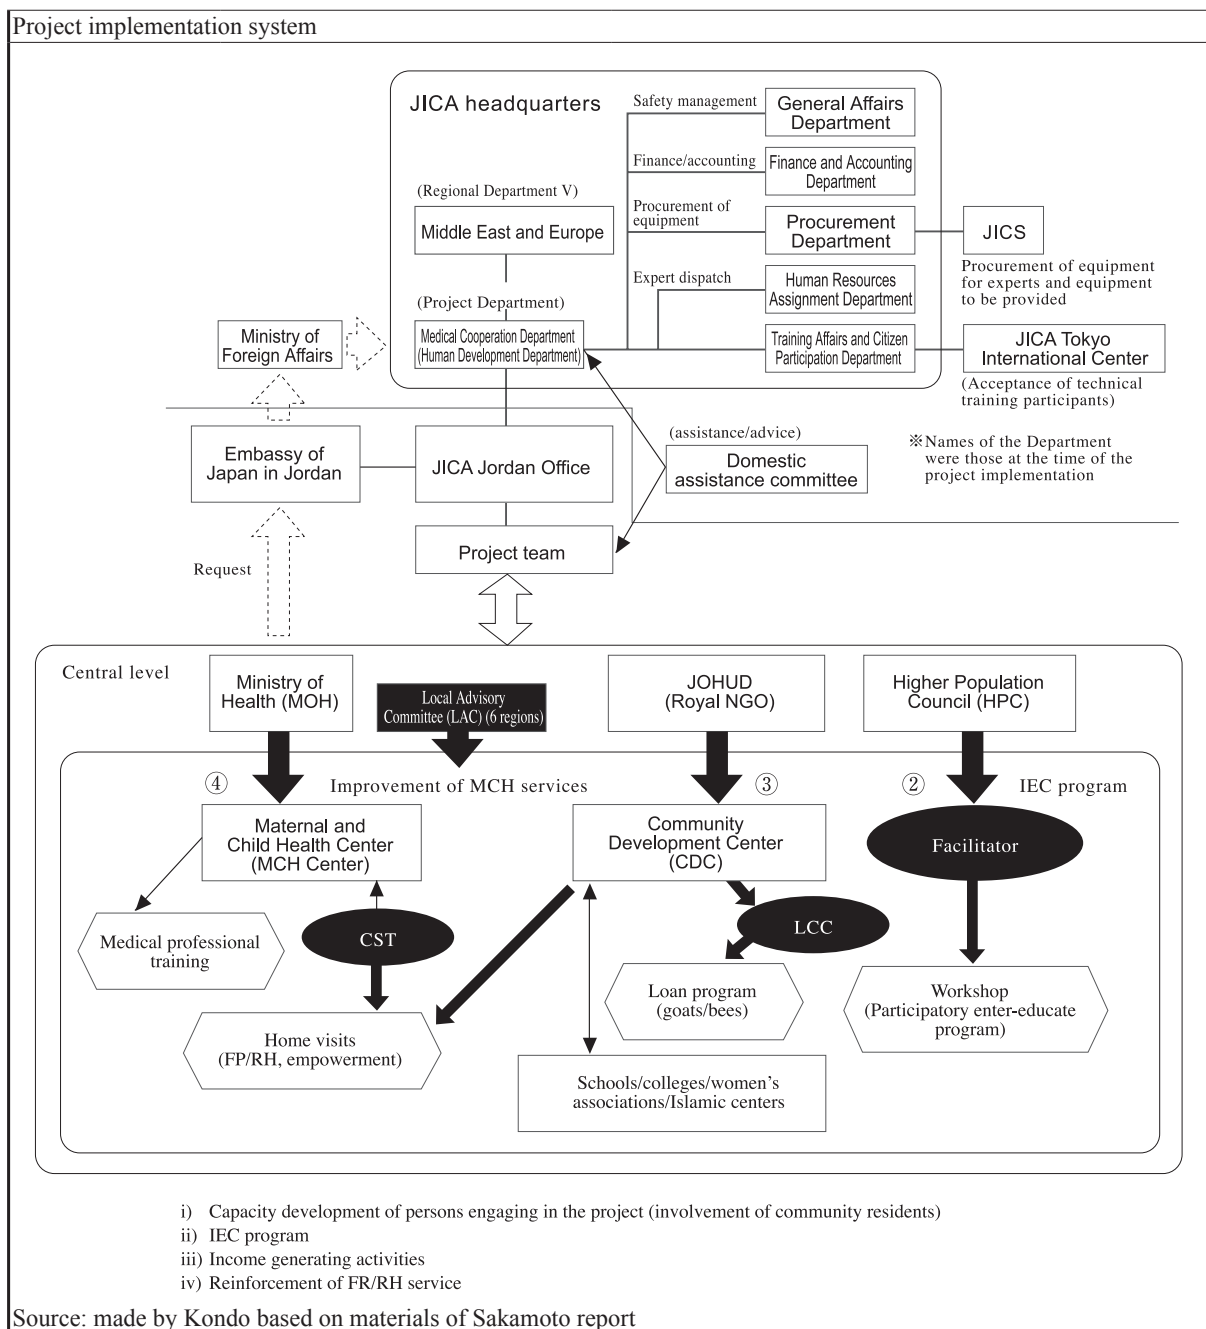 Project implementation system
JICA headquarters
Safety management
General Affairs
Department
Finance/accounting
Finance and Accounting
Department
(Regional Department V)
Middle East and Europe
Procurement of
equipment
Procurement
Department
JICS
Procurement of equipment
for experts and equipment
to be provided
Expert dispatch
Human Resources
Assignment Department
(Project Department)
Medical Cooperation Department
(Human Development Department)
Training Affairs and Citizen
Participation Department
JICA Tokyo
International Center
(Acceptance of technical
training participants)
Ministry of
Foreign Affairs
Embassy of
Japan in Jordan
JICA Jordan Office
(assistance/advice)
Domestic
assistance committee
※Names of the Department
were those at the time of the
project implementation
Project team
Request
Central level
Ministry of
Health (MOH)
Local Advisory
Committee (LAC) (6 regions)
JOHUD
(Royal NGO)
Higher Population
Council (HPC)
④
Improvement of MCH services
③
②
IEC program
Maternal and
Child Health Center
(MCH Center)
Community
Development Center
(CDC)
Facilitator
Medical professional
training
CST
LCC
Home visits
(FP/RH, empowerment)
Loan program
(goats/bees)
Workshop
(Participatory enter-educate
program)
Schools/colleges/women's
associations/Islamic centers
i) Capacity development of persons engaging in the project (involvement of community residents)
ii) IEC program
iii) Income generating activities
iv) Reinforcement of FR/RH service
Source: made by Kondo based on materials of Sakamoto report